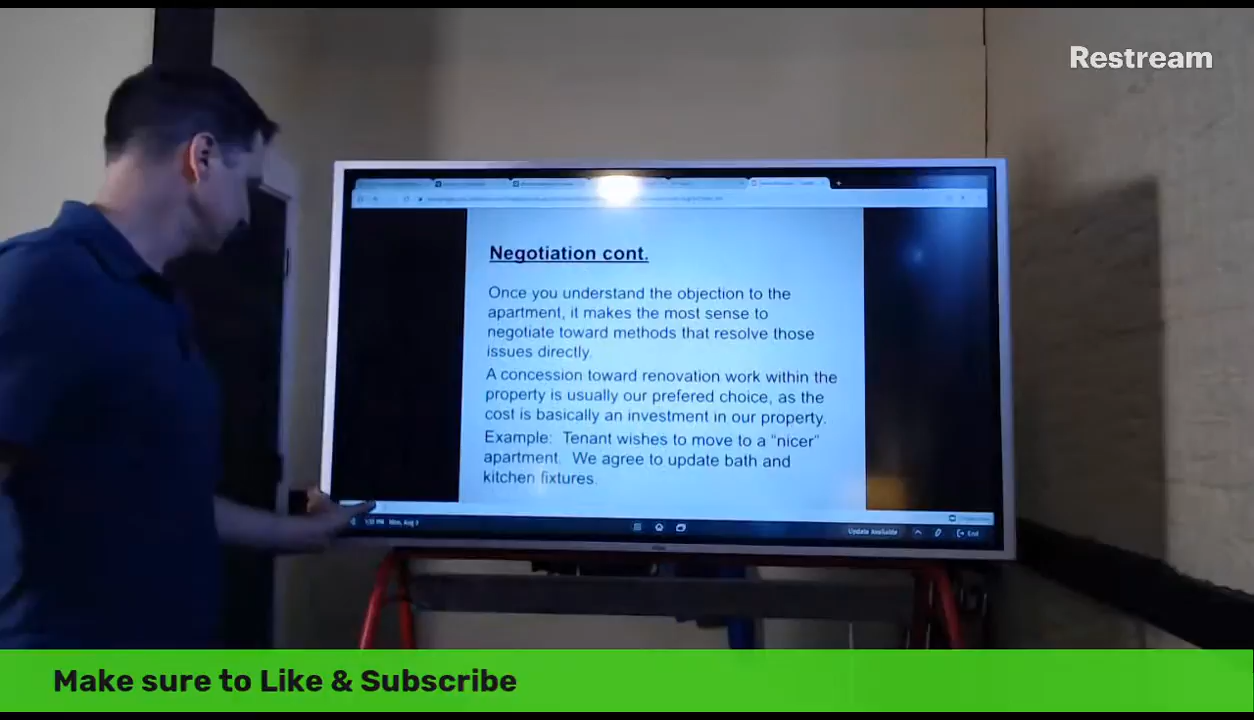 Restream
Negotiation cont.
Once you understand the objection to the
apartment, it makes the most sense to
negotiate toward methods that resolve those
issues directly.
A concession toward renovation work within the
property is usually our prefered choice, as the
cost is basically an investment in our property.
Example: Tenant wishes to move to a “nicer”
apartment. We agree to update bath and
kitchen fixtures.
Mon, Aug
Update Available
End
Make sure to Like & Subscribe